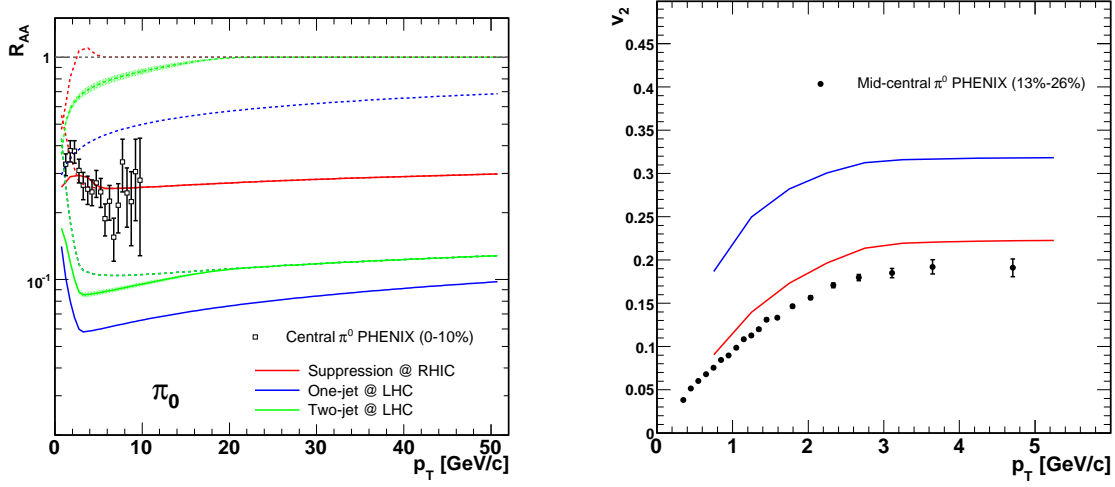 R_AA
1
10^-1
Central π^0 PHENIX (0-10%)
Suppression @ RHIC
One-jet @ LHC
Two-jet @ LHC
π_0
0 10 20 30 40 50
p_T [GeV/c]
v_2
0.45
0.4
0.35
0.3
0.25
0.2
0.15
0.1
0.05
0
Mid-central π^0 PHENIX (13%-26%)
0 1 2 3 4 5 6
p_T [GeV/c]